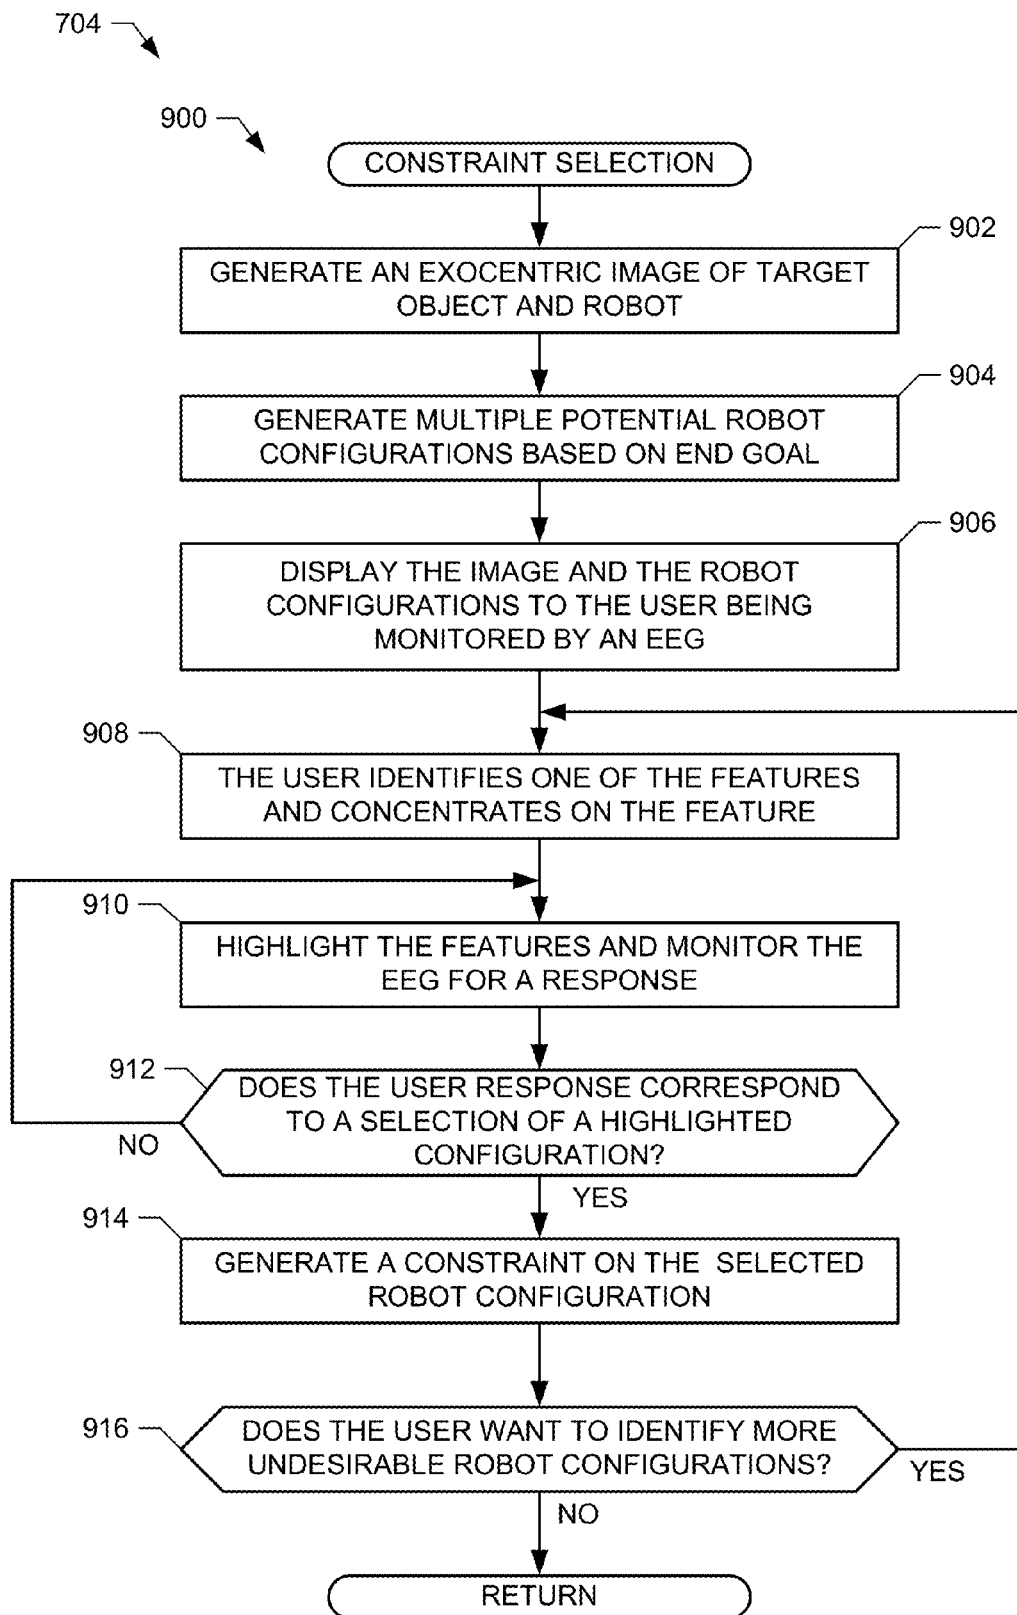 704
900
CONSTRAINT SELECTION
902
GENERATE AN EXOCENTRIC IMAGE OF TARGET
OBJECT AND ROBOT
904
GENERATE MULTIPLE POTENTIAL ROBOT
CONFIGURATIONS BASED ON END GOAL
906
DISPLAY THE IMAGE AND THE ROBOT
CONFIGURATIONS TO THE USER BEING
MONITORED BY AN EEG
908
THE USER IDENTIFIES ONE OF THE FEATURES
AND CONCENTRATES ON THE FEATURE
910
HIGHLIGHT THE FEATURES AND MONITOR THE
EEG FOR A RESPONSE
912
DOES THE USER RESPONSE CORRESPOND
TO A SELECTION OF A HIGHLIGHTED
CONFIGURATION?
NO
YES
914
GENERATE A CONSTRAINT ON THE SELECTED
ROBOT CONFIGURATION
916
DOES THE USER WANT TO IDENTIFY MORE
UNDESIRABLE ROBOT CONFIGURATIONS?
YES
NO
RETURN